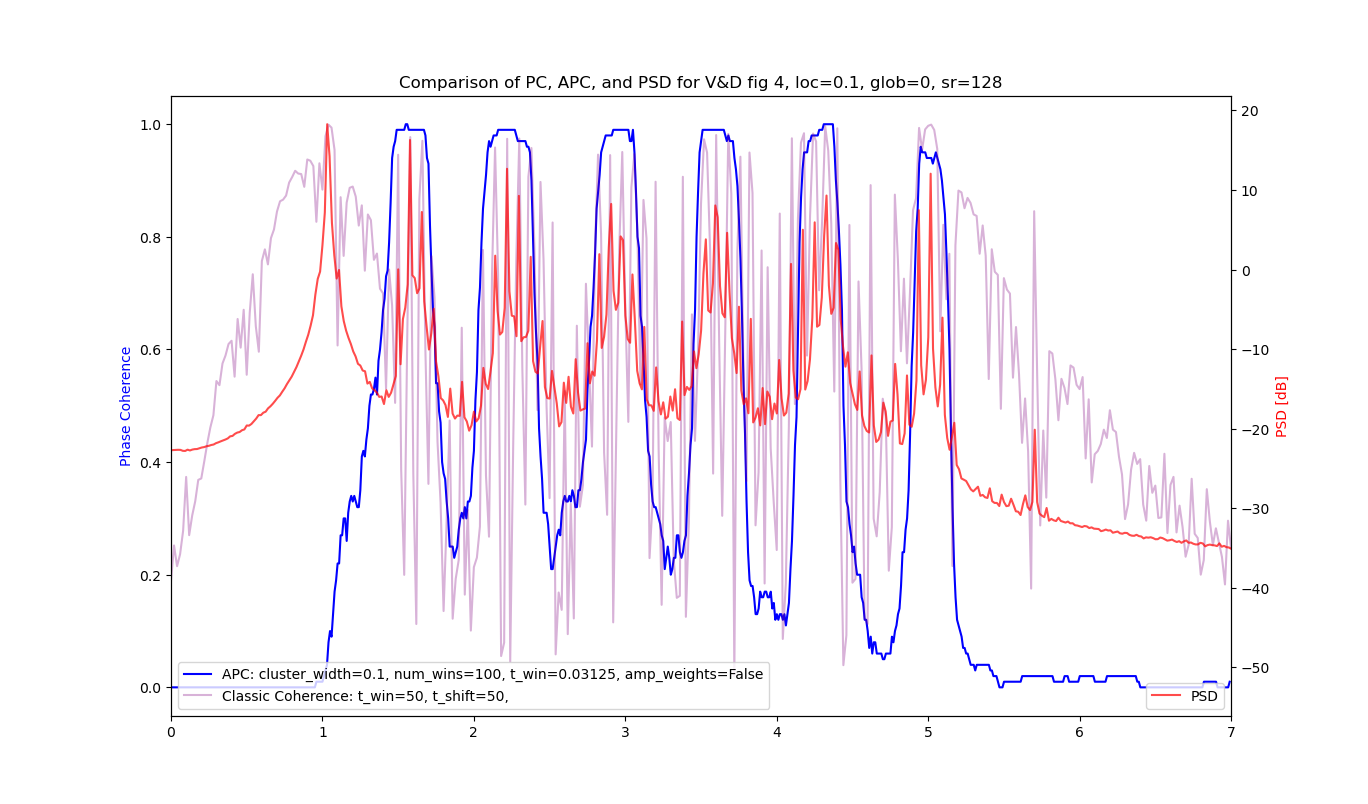 Comparison of PC, APC, and PSD for V&D fig 4, loc=0.1, glob=0, sr=128
Phase Coherence
1.0
0.8
0.6
0.4
0.2
0.0
20
10
0
−10
−20
−30
−40
−50
PSD [dB]
APC: cluster_width=0.1, num_wins=100, t_win=0.03125, amp_weights=False
Classic Coherence: t_win=50, t_shift=50,
PSD
0 1 2 3 4 5 6 7